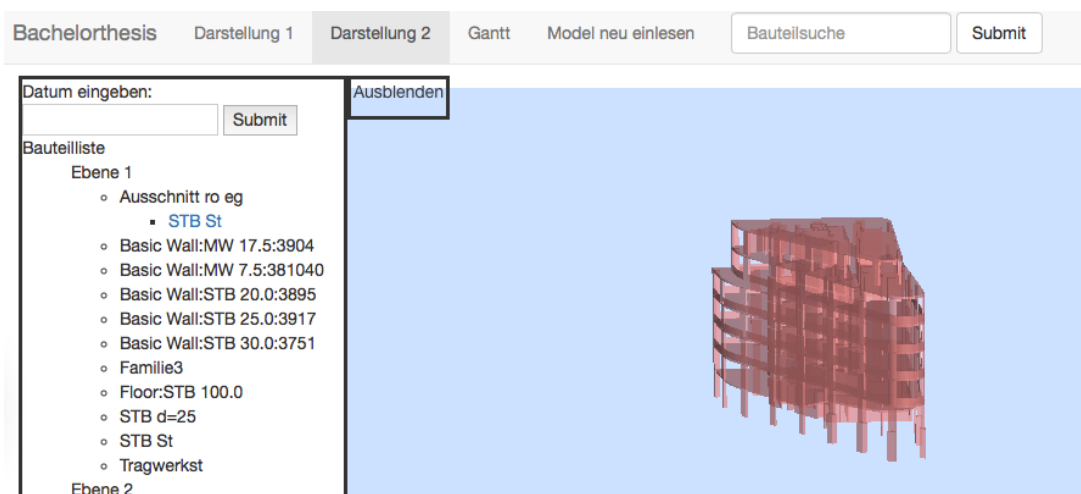 Bachelorthesis Darstellung 1 Darstellung 2 Gantt Model neu einlesen Bauteilsuche Submit
Datum eingeben:
Ausblenden
Submit
Bauteilliste
Ebene 1
Ausschnitt ro eg
STB St
Basic Wall:MW 17.5:3904
Basic Wall:MW 7.5:381040
Basic Wall:STB 20.0:3895
Basic Wall:STB 25.0:3917
Basic Wall:STB 30.0:3751
Familie3
Floor:STB 100.0
STB d=25
STB St
Tragwerkst
Ebene 2